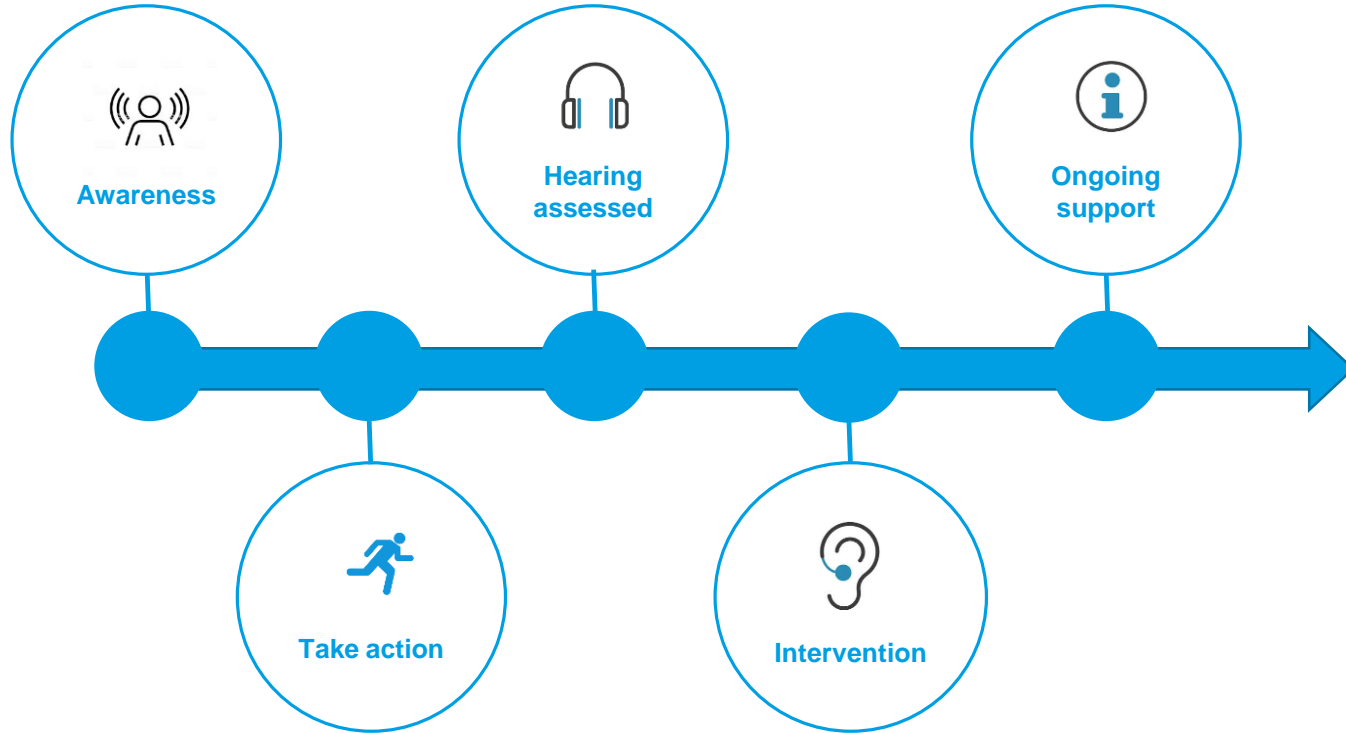 Awareness
Take action
Hearing
assessed
Intervention
Ongoing
support